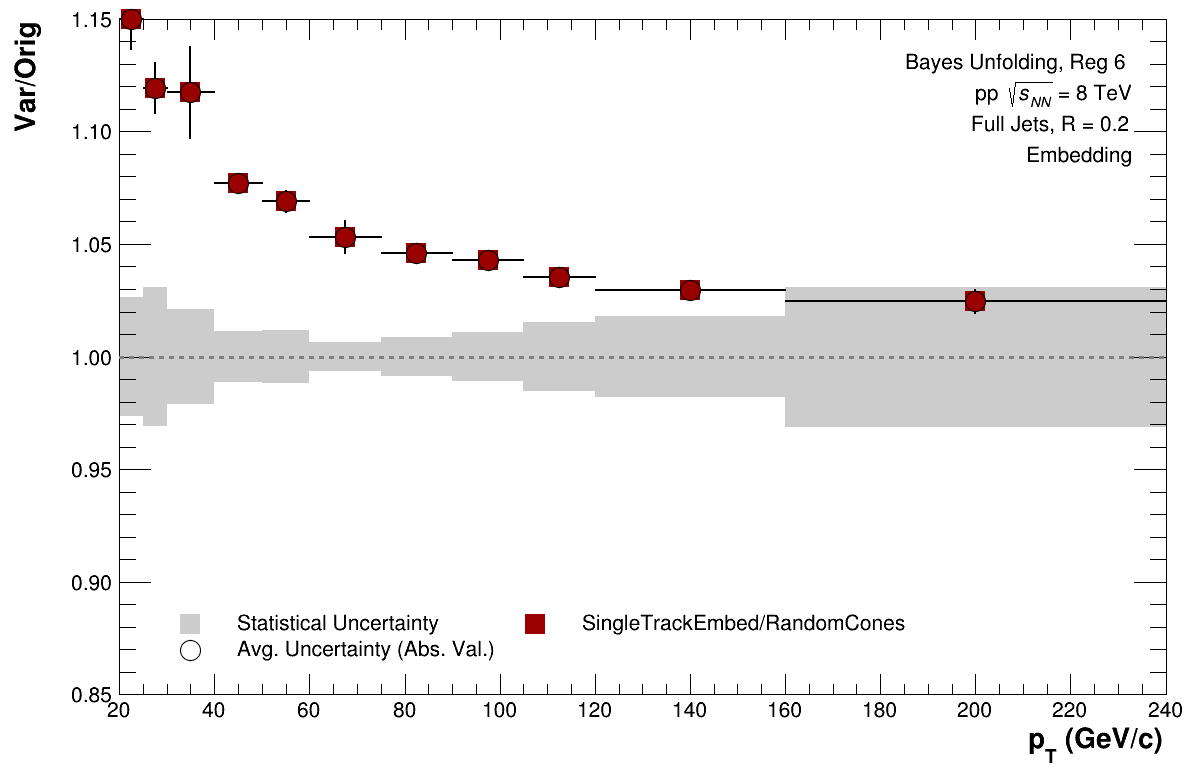 Var/Orig
1.15
1.10
1.05
1.00
0.95
0.90
0.85
Bayes Unfolding, Reg 6
pp √sNN = 8 TeV
Full Jets, R = 0.2
Embedding
Statistical Uncertainty
SingleTrackEmbed/RandomCones
Avg. Uncertainty (Abs. Val.)
20 40 60 80 100 120 140 160 180 200 220 240
pT (GeV/c)